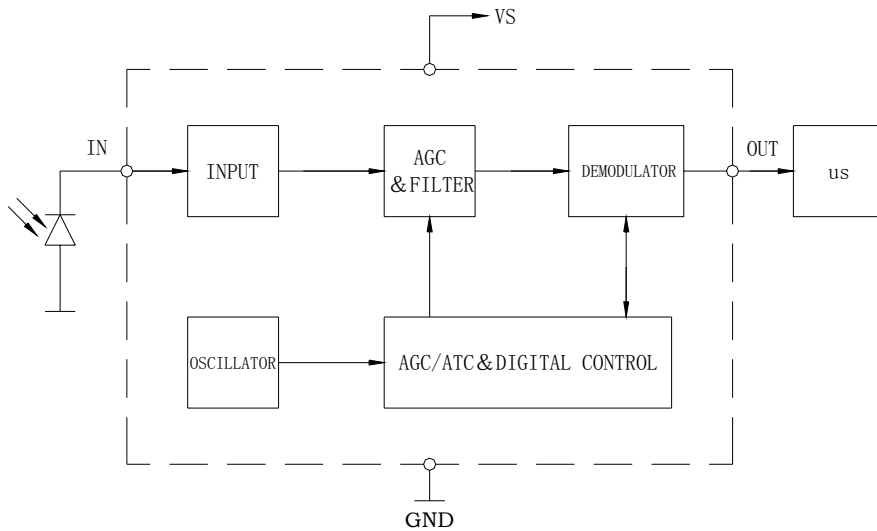 VS
IN
INPUT
AGC
&FILTER
DEMODULATOR
OUT
us
OSCILLATOR
AGC/ATC&DIGITAL CONTROL
GND